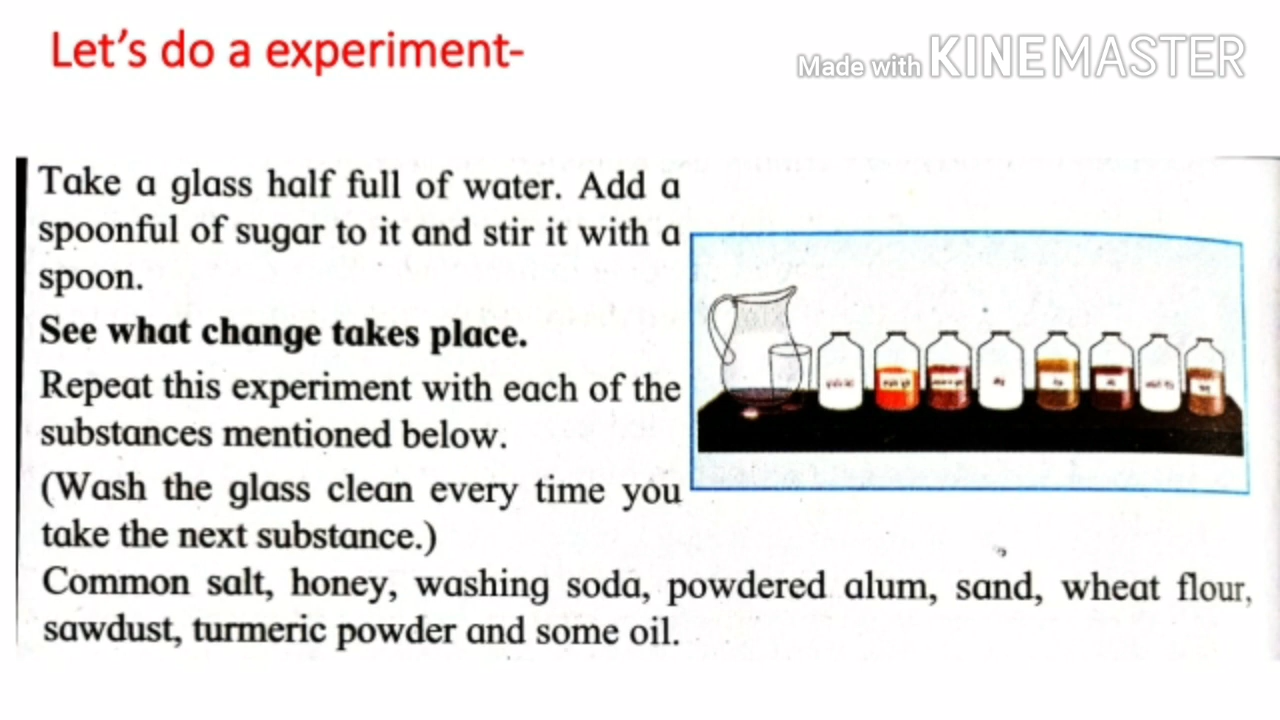 Let's do a experiment-
Made with KINEMASTER
Take a glass half full of water. Add a
spoonful of sugar to it and stir it with a
spoon.
See what change takes place.
Repeat this experiment with each of the
substances mentioned below.
(Wash the glass clean every time you
take the next substance.)
Common salt, honey, washing soda, powdered alum, sand, wheat flour,
sawdust, turmeric powder and some oil.